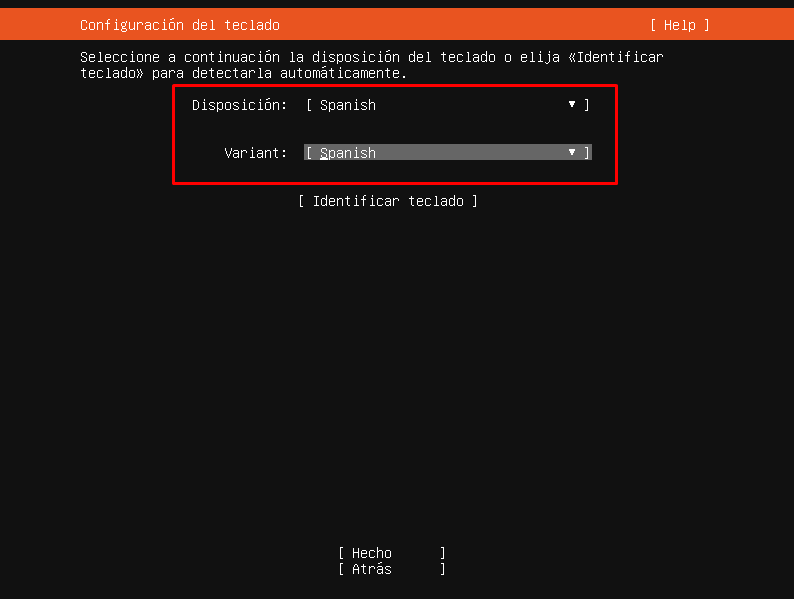 Configuración del teclado [ Help ]
Seleccione a continuación la disposición del teclado o elija «Identificar
teclado» para detectarla automáticamente.
Disposición: [ Spanish ▾ ]
Variant: [ Spanish ▾ ]
[ Identificar teclado ]
[ Hecho ]
[ Atrás ]